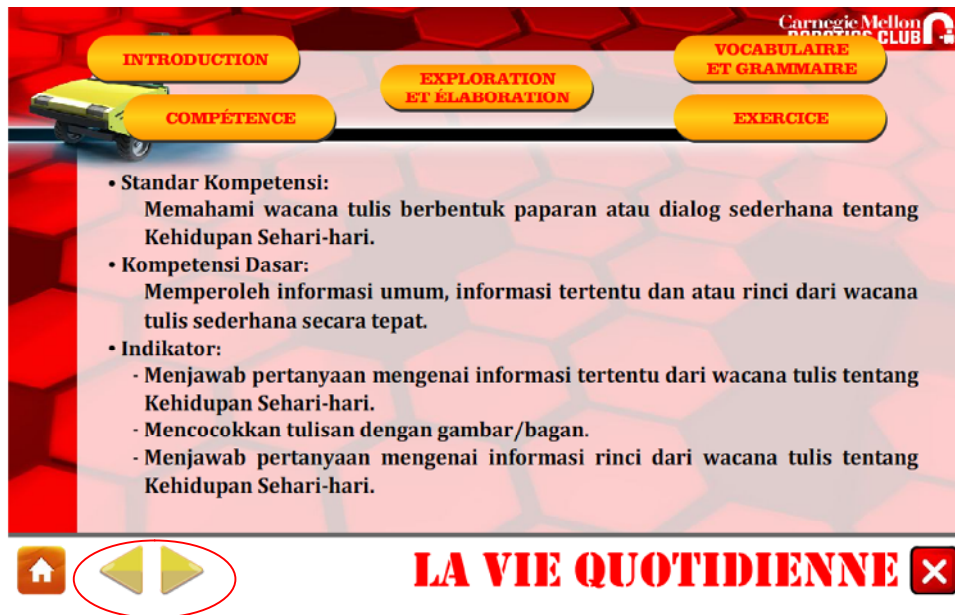 Carnegie Mellon
ROBOTICS CLUB
INTRODUCTION
EXPLORATION
ET ÉLABORATION
VOCABULAIRE
ET GRAMMAIRE
COMPÉTENCE
EXERCICE
• Standar Kompetensi:
Memahami wacana tulis berbentuk paparan atau dialog sederhana tentang
Kehidupan Sehari-hari.
• Kompetensi Dasar:
Memperoleh informasi umum, informasi tertentu dan atau rinci dari wacana
tulis sederhana secara tepat.
• Indikator:
- Menjawab pertanyaan mengenai informasi tertentu dari wacana tulis tentang
Kehidupan Sehari-hari.
- Mencocokkan tulisan dengan gambar/bagan.
- Menjawab pertanyaan mengenai informasi rinci dari wacana tulis tentang
Kehidupan Sehari-hari.
LA VIE QUOTIDIENNE